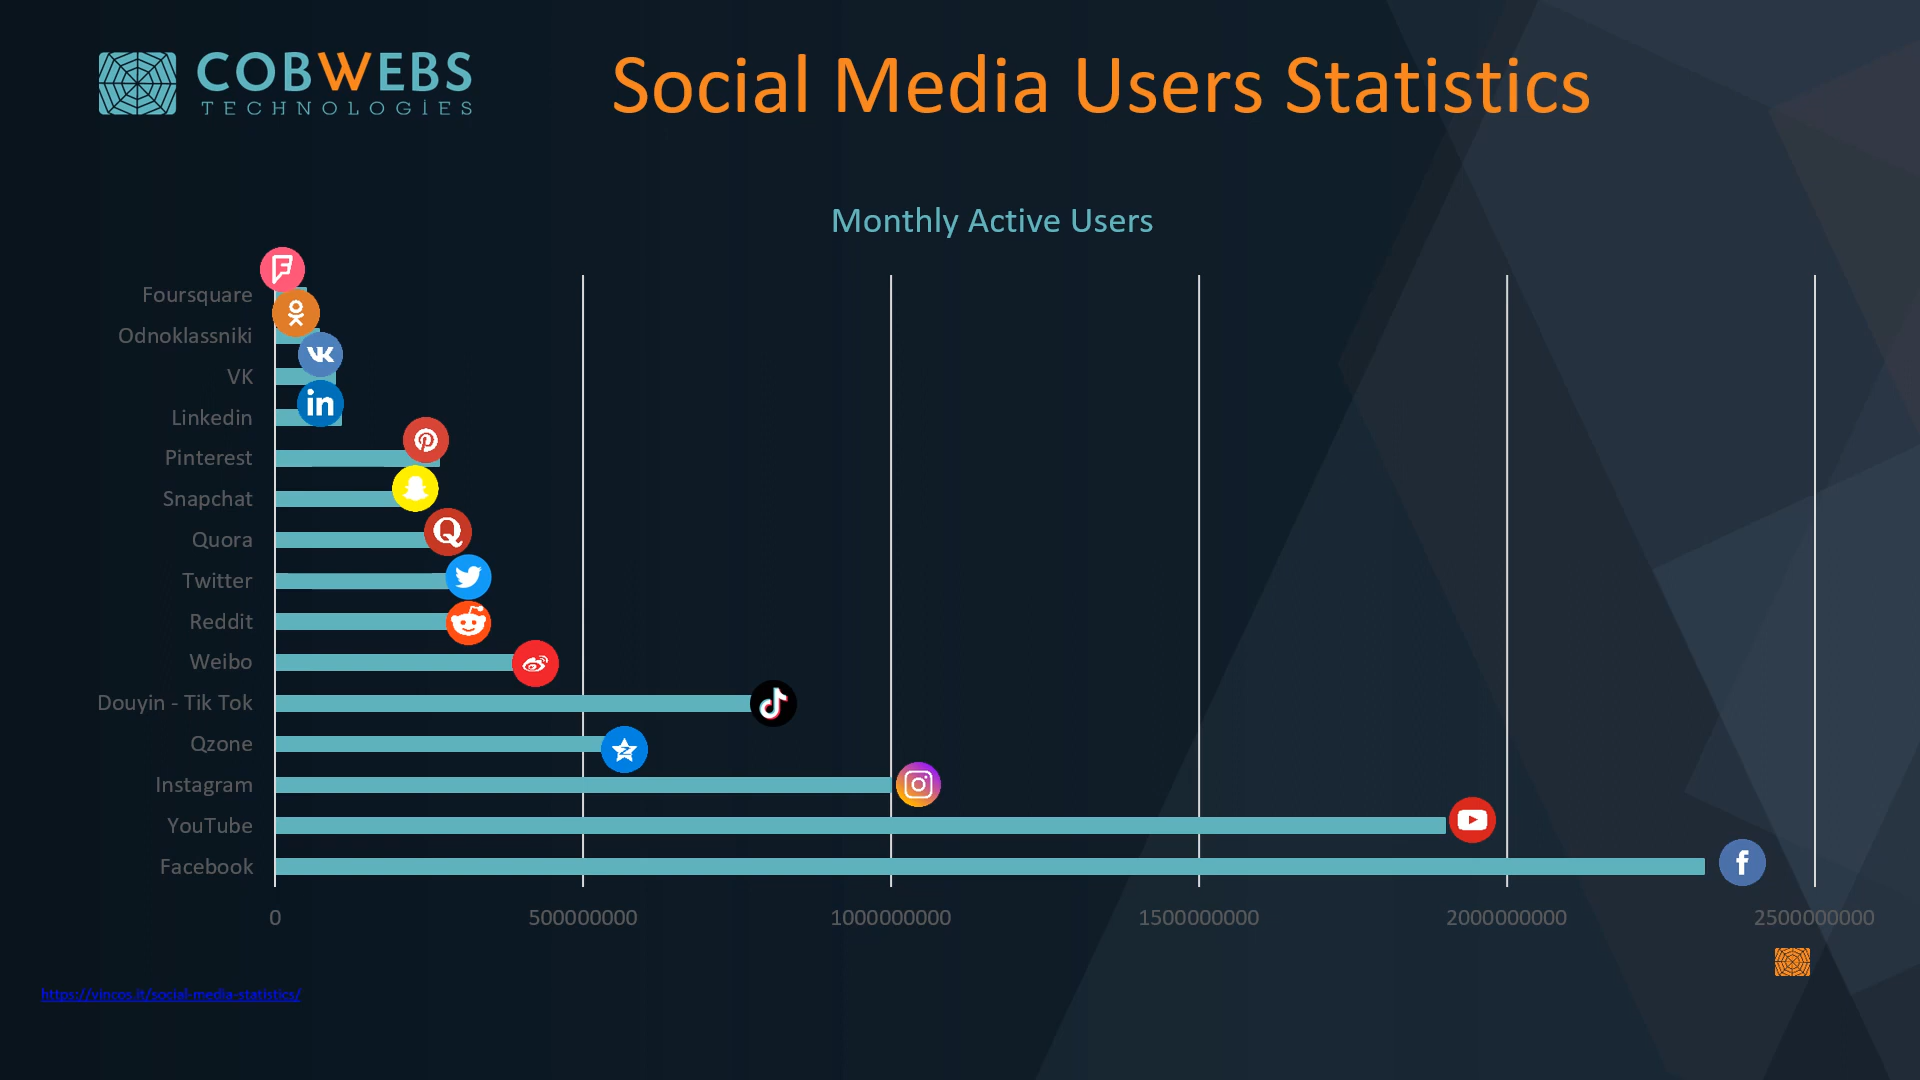 COBWEBS
TECHNOLOGIES
Social Media Users Statistics
Monthly Active Users
Foursquare
Odnoklassniki
VK
Linkedin
Pinterest
Snapchat
Quora
Twitter
Reddit
Weibo
Douyin - Tik Tok
Qzone
Instagram
YouTube
Facebook
0 500000000 1000000000 1500000000 2000000000 2500000000
https://vincos.it/social-media-statistics/